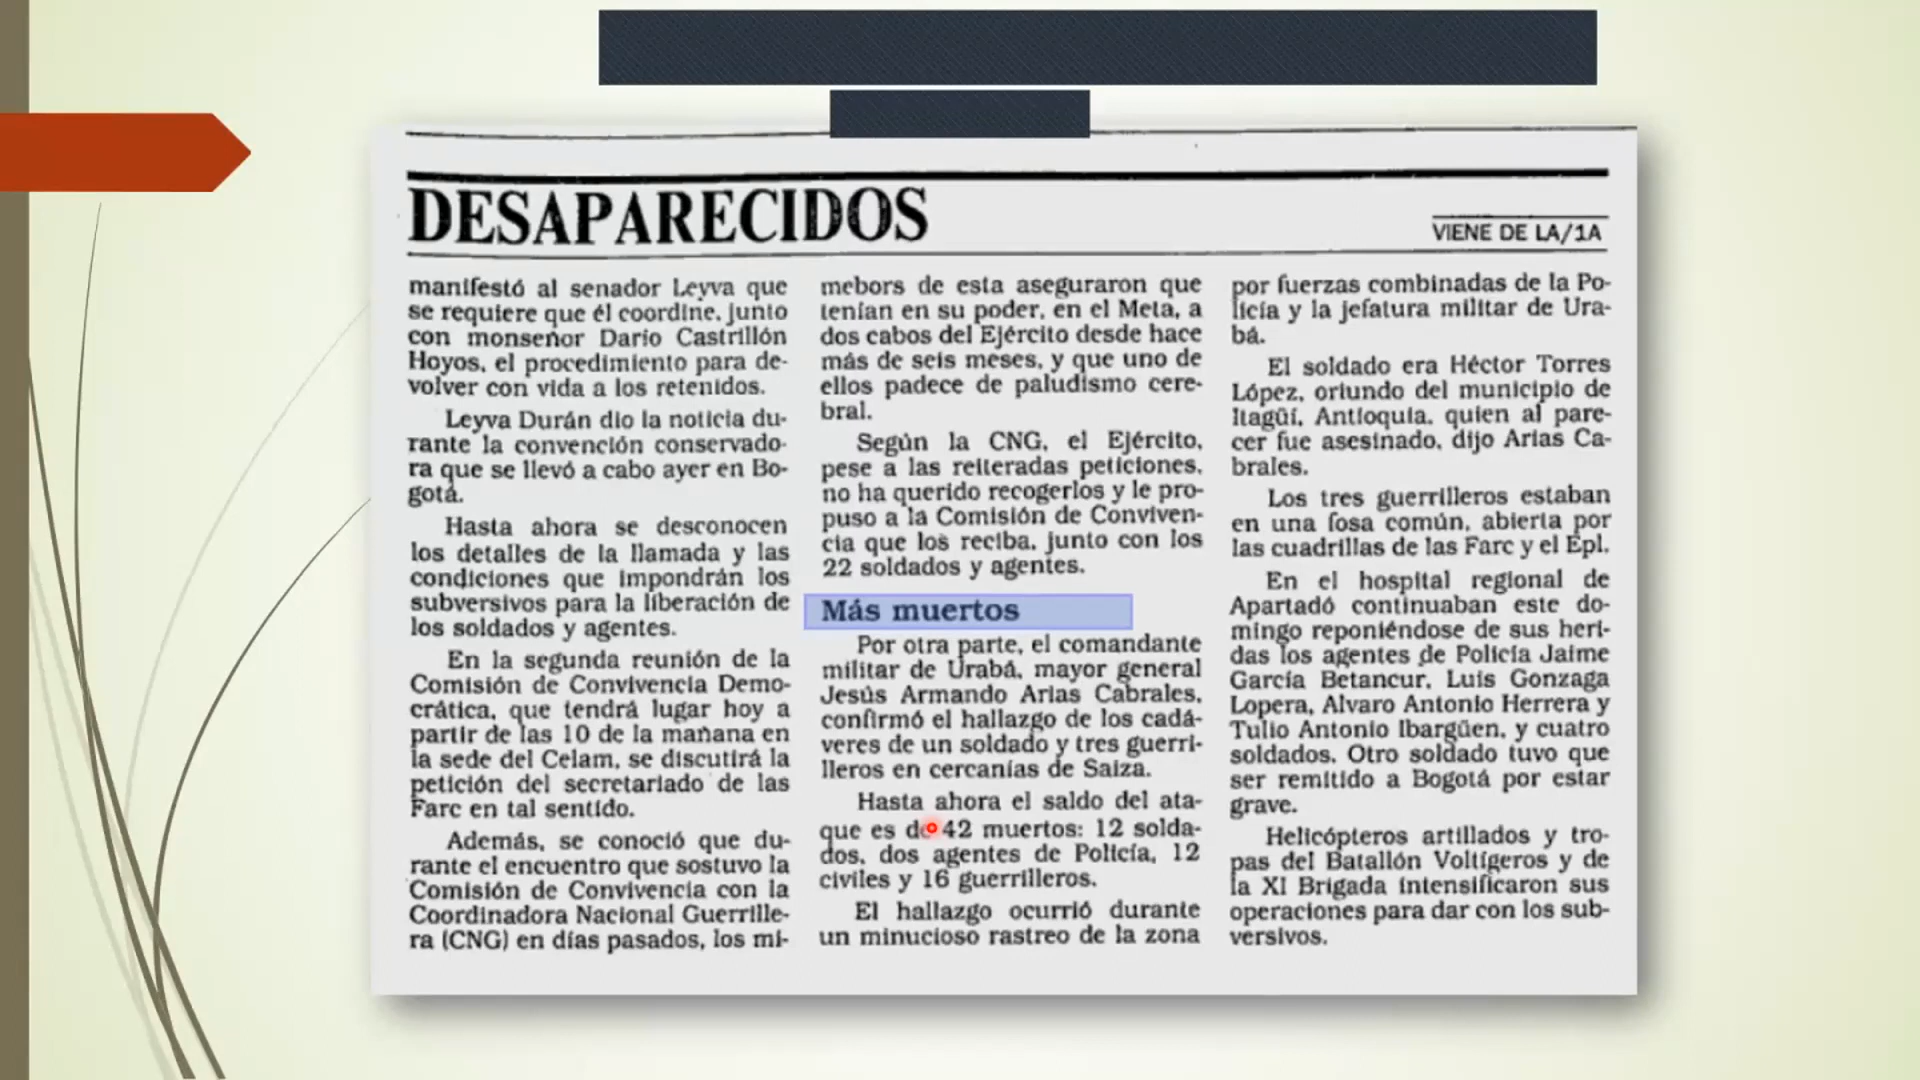 DESAPARECIDOS
VIENE DE LA/1A
manifestó al senador Leyva que
se requiere que él coordine, junto
con monseñor Darío Castrillón
Hoyos, el procedimiento para de-
volver con vida a los retenidos.
Leyva Durán dio la noticia du-
rante la convención conservado-
ra que se llevó a cabo ayer en Bo-
gotá.
Hasta ahora se desconocen
los detalles de la llamada y las
condiciones que impondrán los
subversivos para la liberación de
los soldados y agentes.
En la segunda reunión de la
Comisión de Convivencia Demo-
crática, que tendrá lugar hoy a
partir de las 10 de la mañana en
la sede del Celam, se discutirá la
petición del secretariado de las
Farc en tal sentido.
Además, se conoció que du-
rante el encuentro que sostuvo la
Comisión de Convivencia con la
Coordinadora Nacional Guerrille-
ra (CNG) en días pasados, los mi-
mebors de esta aseguraron que
tenían en su poder, en el Meta, a
dos cabos del Ejército desde hace
más de seis meses, y que uno de
ellos padece de paludismo cere-
bral.
Según la CNG, el Ejército,
pese a las reiteradas peticiones,
no ha querido recogerlos y le pro-
puso a la Comisión de Conviven-
cia que los reciba, junto con los
22 soldados y agentes.
Más muertos
Por otra parte, el comandante
militar de Urabá, mayor general
Jesús Armando Arias Cabrales,
confirmó el hallazgo de los cadá-
veres de un soldado y tres guerri-
lleros en cercanías de Saiza.
Hasta ahora el saldo del ata-
que es de 42 muertos: 12 solda-
dos, dos agentes de Policía, 12
civiles y 16 guerrilleros.
El hallazgo ocurrió durante
un minucioso rastreo de la zona
por fuerzas combinadas de la Po-
licía y la jefatura militar de Ura-
bá.
El soldado era Héctor Torres
López, oriundo del municipio de
Itagüí, Antioquia, quien al pare-
cer fue asesinado, dijo Arias Ca-
brales.
Los tres guerrilleros estaban
en una fosa común, abierta por
las cuadrillas de las Farc y el Epl.
En el hospital regional de
Apartadó continuaban este do-
mingo reponiéndose de sus heri-
das los agentes de Policía Jaime
García Betancur, Luis Gonzaga
Lopera, Alvaro Antonio Herrera y
Tulio Antonio Ibargüen, y cuatro
soldados. Otro soldado tuvo que
ser remitido a Bogotá por estar
grave.
Helicópteros artillados y tro-
pas del Batallón Voltígeros y de
la XI Brigada intensificaron sus
operaciones para dar con los sub-
versivos.